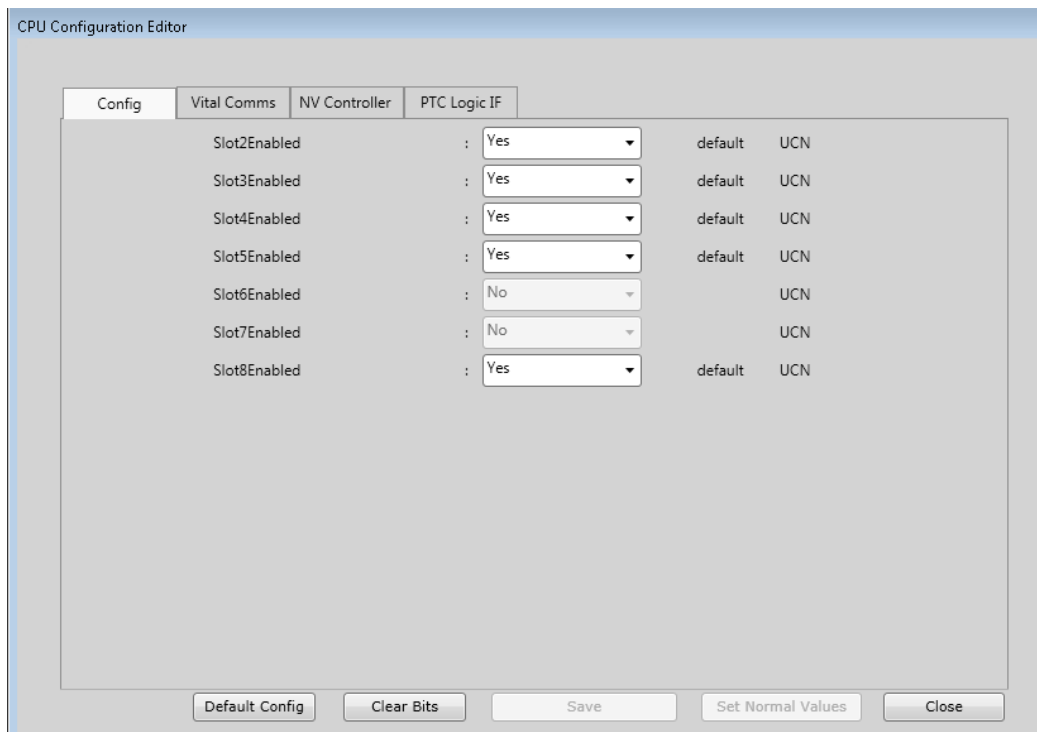 CPU Configuration Editor
Config Vital Comms NV Controller PTC Logic IF
Slot2Enabled : Yes default UCN
Slot3Enabled : Yes default UCN
Slot4Enabled : Yes default UCN
Slot5Enabled : Yes default UCN
Slot6Enabled : No UCN
Slot7Enabled : No UCN
Slot8Enabled : Yes default UCN
Default Config Clear Bits Save Set Normal Values Close